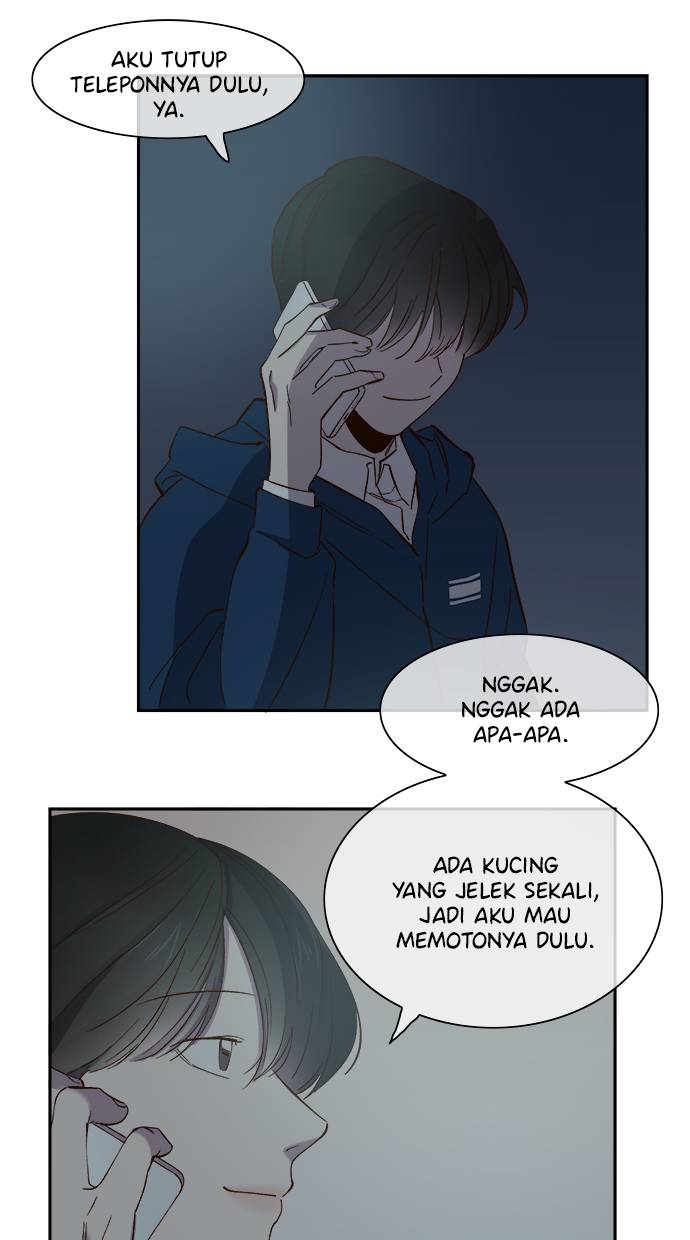 AKU TUTUP
TELEPONNYA DULU,
YA.
NGGAK.
NGGAK ADA
APA-APA.
ADA KUCING
YANG JELEK SEKALI,
JADI AKU MAU
MEMOTONYA DULU.